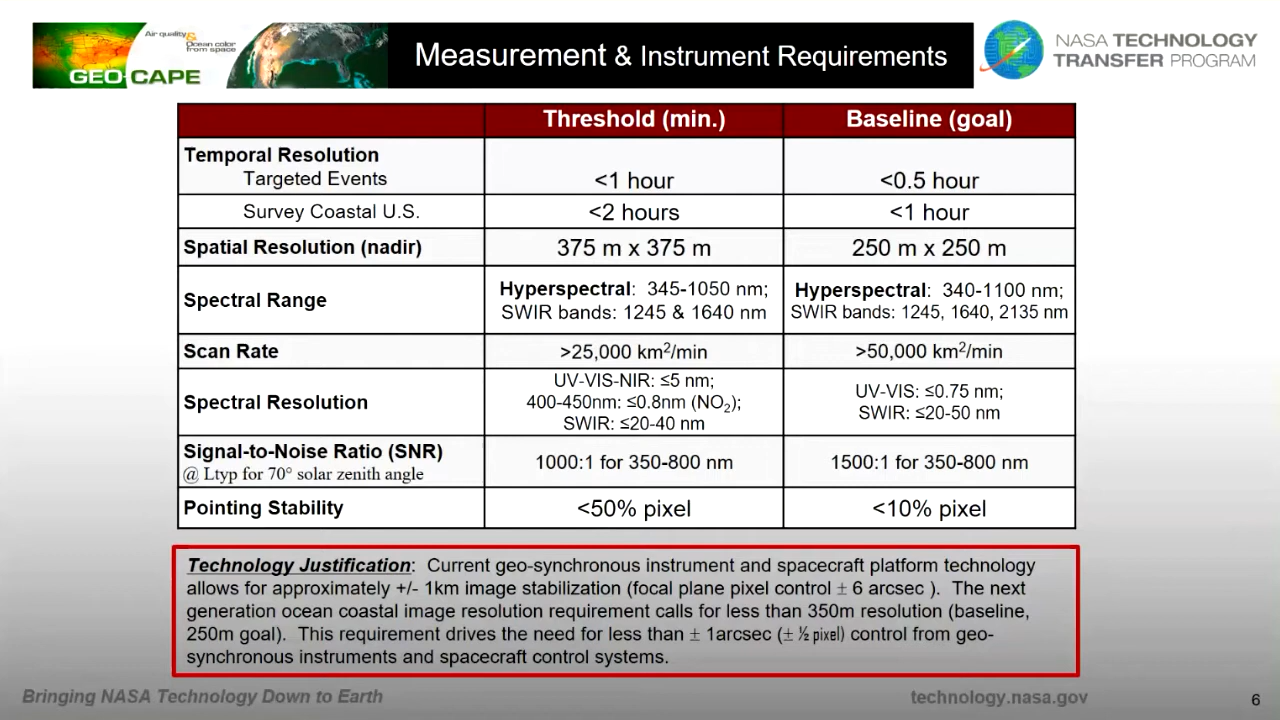 Air quality &
Ocean color
from space
GEO-CAPE
Measurement & Instrument Requirements
NASA TECHNOLOGY
TRANSFER PROGRAM
Threshold (min.) Baseline (goal)
Temporal Resolution
Targeted Events <1 hour <0.5 hour
Survey Coastal U.S. <2 hours <1 hour
Spatial Resolution (nadir) 375 m x 375 m 250 m x 250 m
Spectral Range
Hyperspectral: 345-1050 nm;
SWIR bands: 1245 & 1640 nm
Hyperspectral: 340-1100 nm;
SWIR bands: 1245, 1640, 2135 nm
Scan Rate >25,000 km²/min >50,000 km²/min
Spectral Resolution
UV-VIS-NIR: ≤5 nm;
400-450nm: ≤0.8nm (NO₂);
SWIR: ≤20-40 nm
UV-VIS: ≤0.75 nm;
SWIR: ≤20-50 nm
Signal-to-Noise Ratio (SNR)
@ Ltyp for 70° solar zenith angle
1000:1 for 350-800 nm
1500:1 for 350-800 nm
Pointing Stability <50% pixel <10% pixel
Technology Justification: Current geo-synchronous instrument and spacecraft platform technology
allows for approximately +/- 1km image stabilization (focal plane pixel control ± 6 arcsec ). The next
generation ocean coastal image resolution requirement calls for less than 350m resolution (baseline,
250m goal). This requirement drives the need for less than ± 1arcsec (± ½ pixel) control from geo-
synchronous instruments and spacecraft control systems.
Bringing NASA Technology Down to Earth
technology.nasa.gov
6